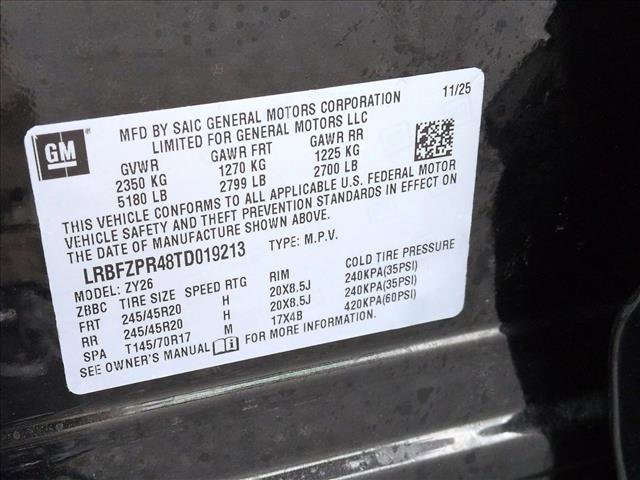 GM
MFD BY SAIC GENERAL MOTORS CORPORATION 11/25
LIMITED FOR GENERAL MOTORS LLC
GVWR GAWR FRT GAWR RR
2350 KG 1270 KG 1225 KG
5180 LB 2799 LB 2700 LB
THIS VEHICLE CONFORMS TO ALL APPLICABLE U.S. FEDERAL MOTOR
VEHICLE SAFETY AND THEFT PREVENTION STANDARDS IN EFFECT ON
THE DATE OF MANUFACTURE SHOWN ABOVE.
LRBFZPR48TD019213 TYPE: M.P.V.
MODEL: ZY26
ZBBC TIRE SIZE SPEED RTG RIM COLD TIRE PRESSURE
FRT 245/45R20 H 20X8.5J 240KPA(35PSI)
RR 245/45R20 H 20X8.5J 240KPA(35PSI)
SPA T145/70R17 M 17X4B 420KPA(60PSI)
SEE OWNER'S MANUAL